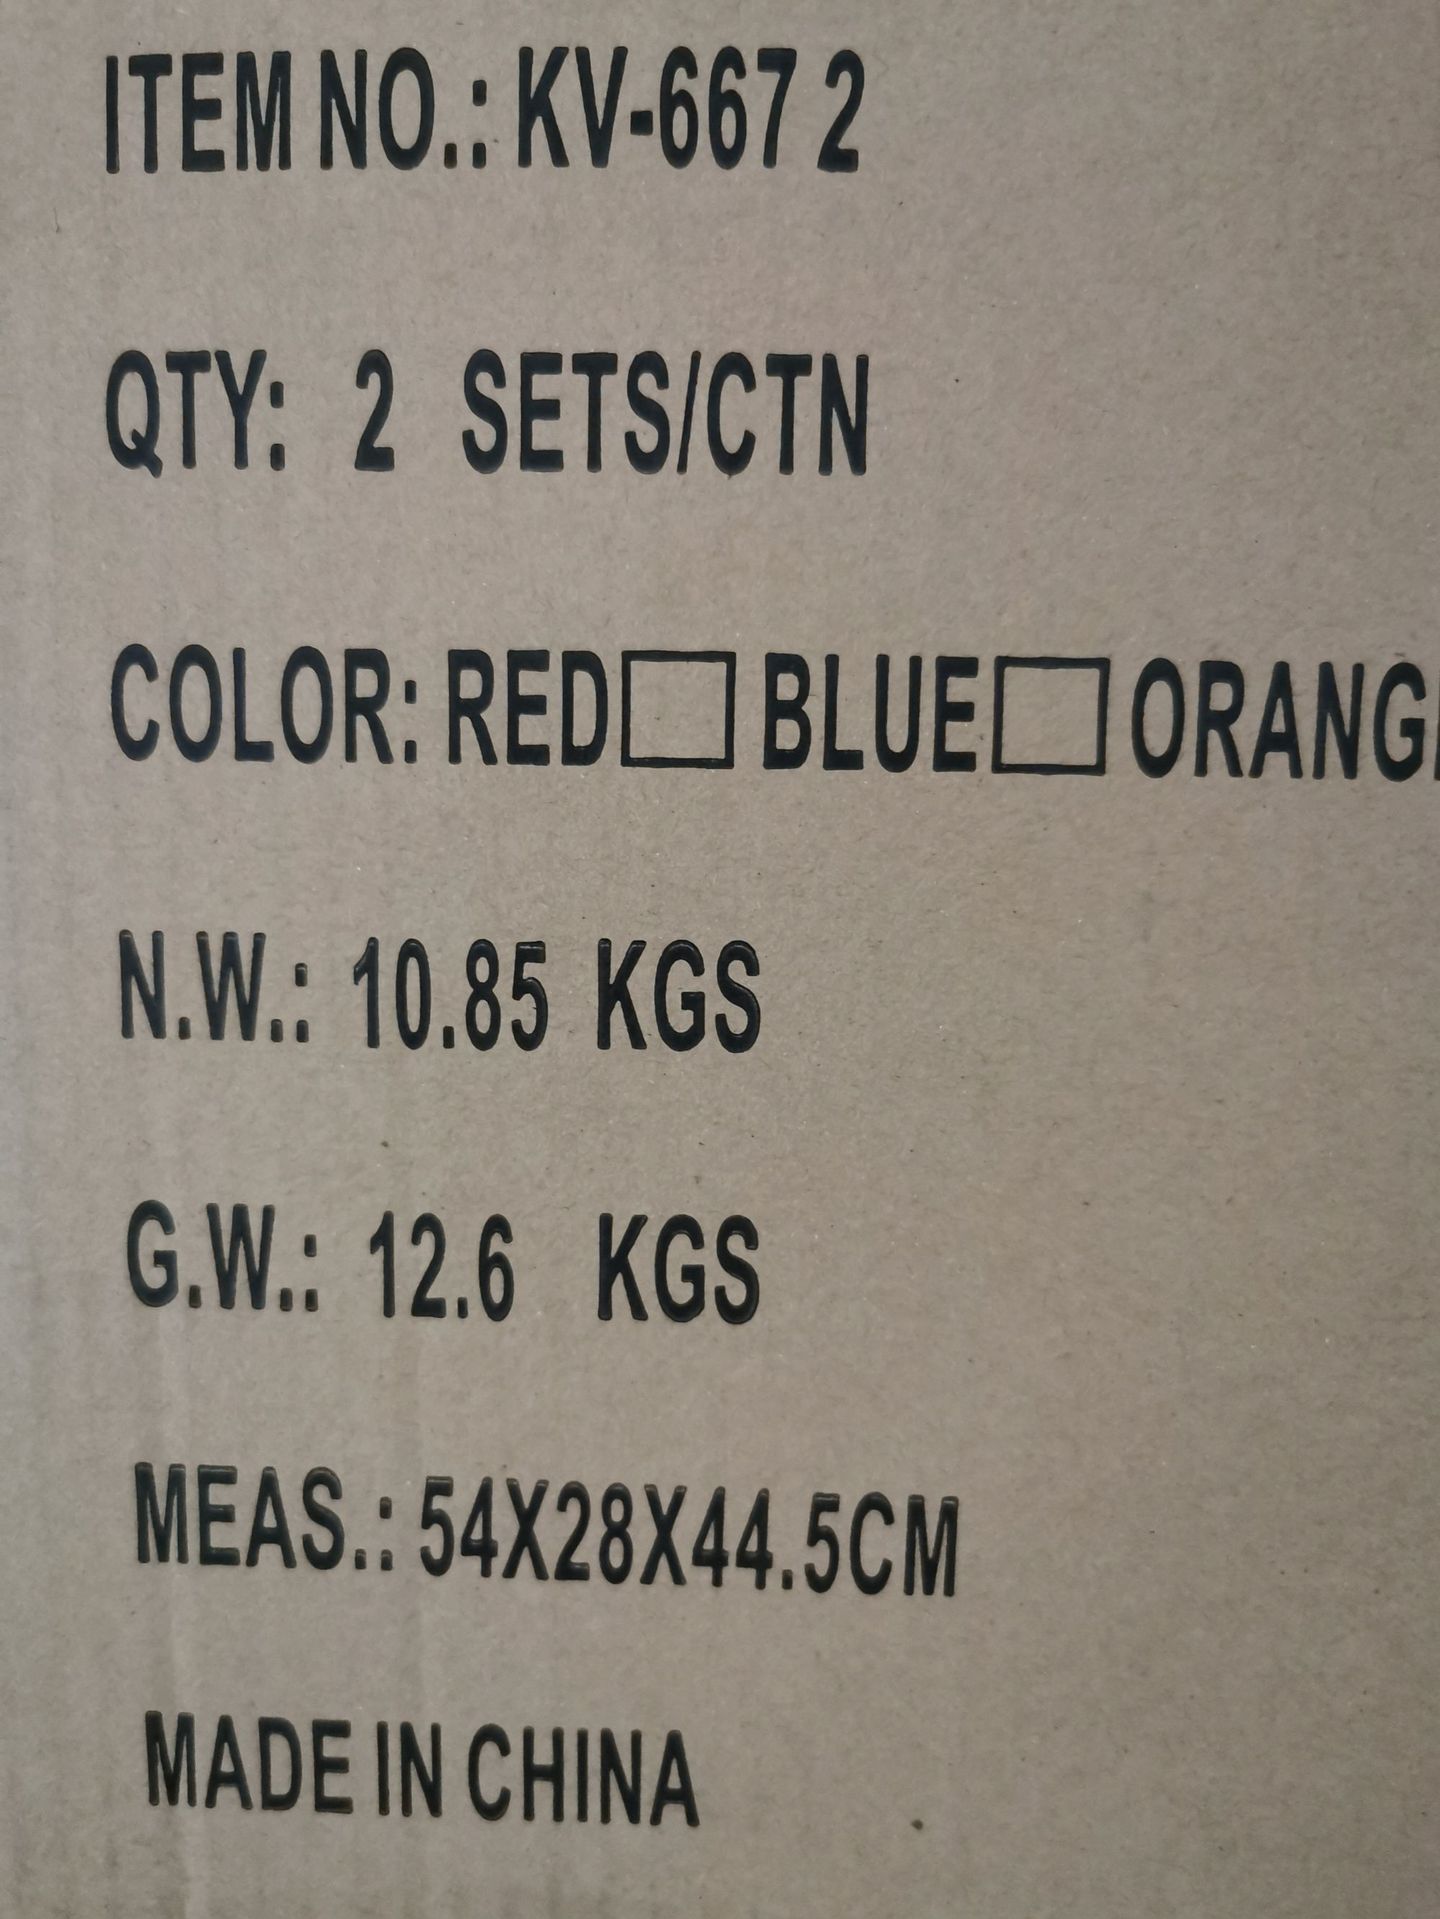 ITEM NO.: KV-667 2
QTY: 2 SETS/CTN
COLOR: RED□ BLUE□ ORANGE
N.W.: 10.85 KGS
G.W.: 12.6 KGS
MEAS.: 54X28X44.5CM
MADE IN CHINA